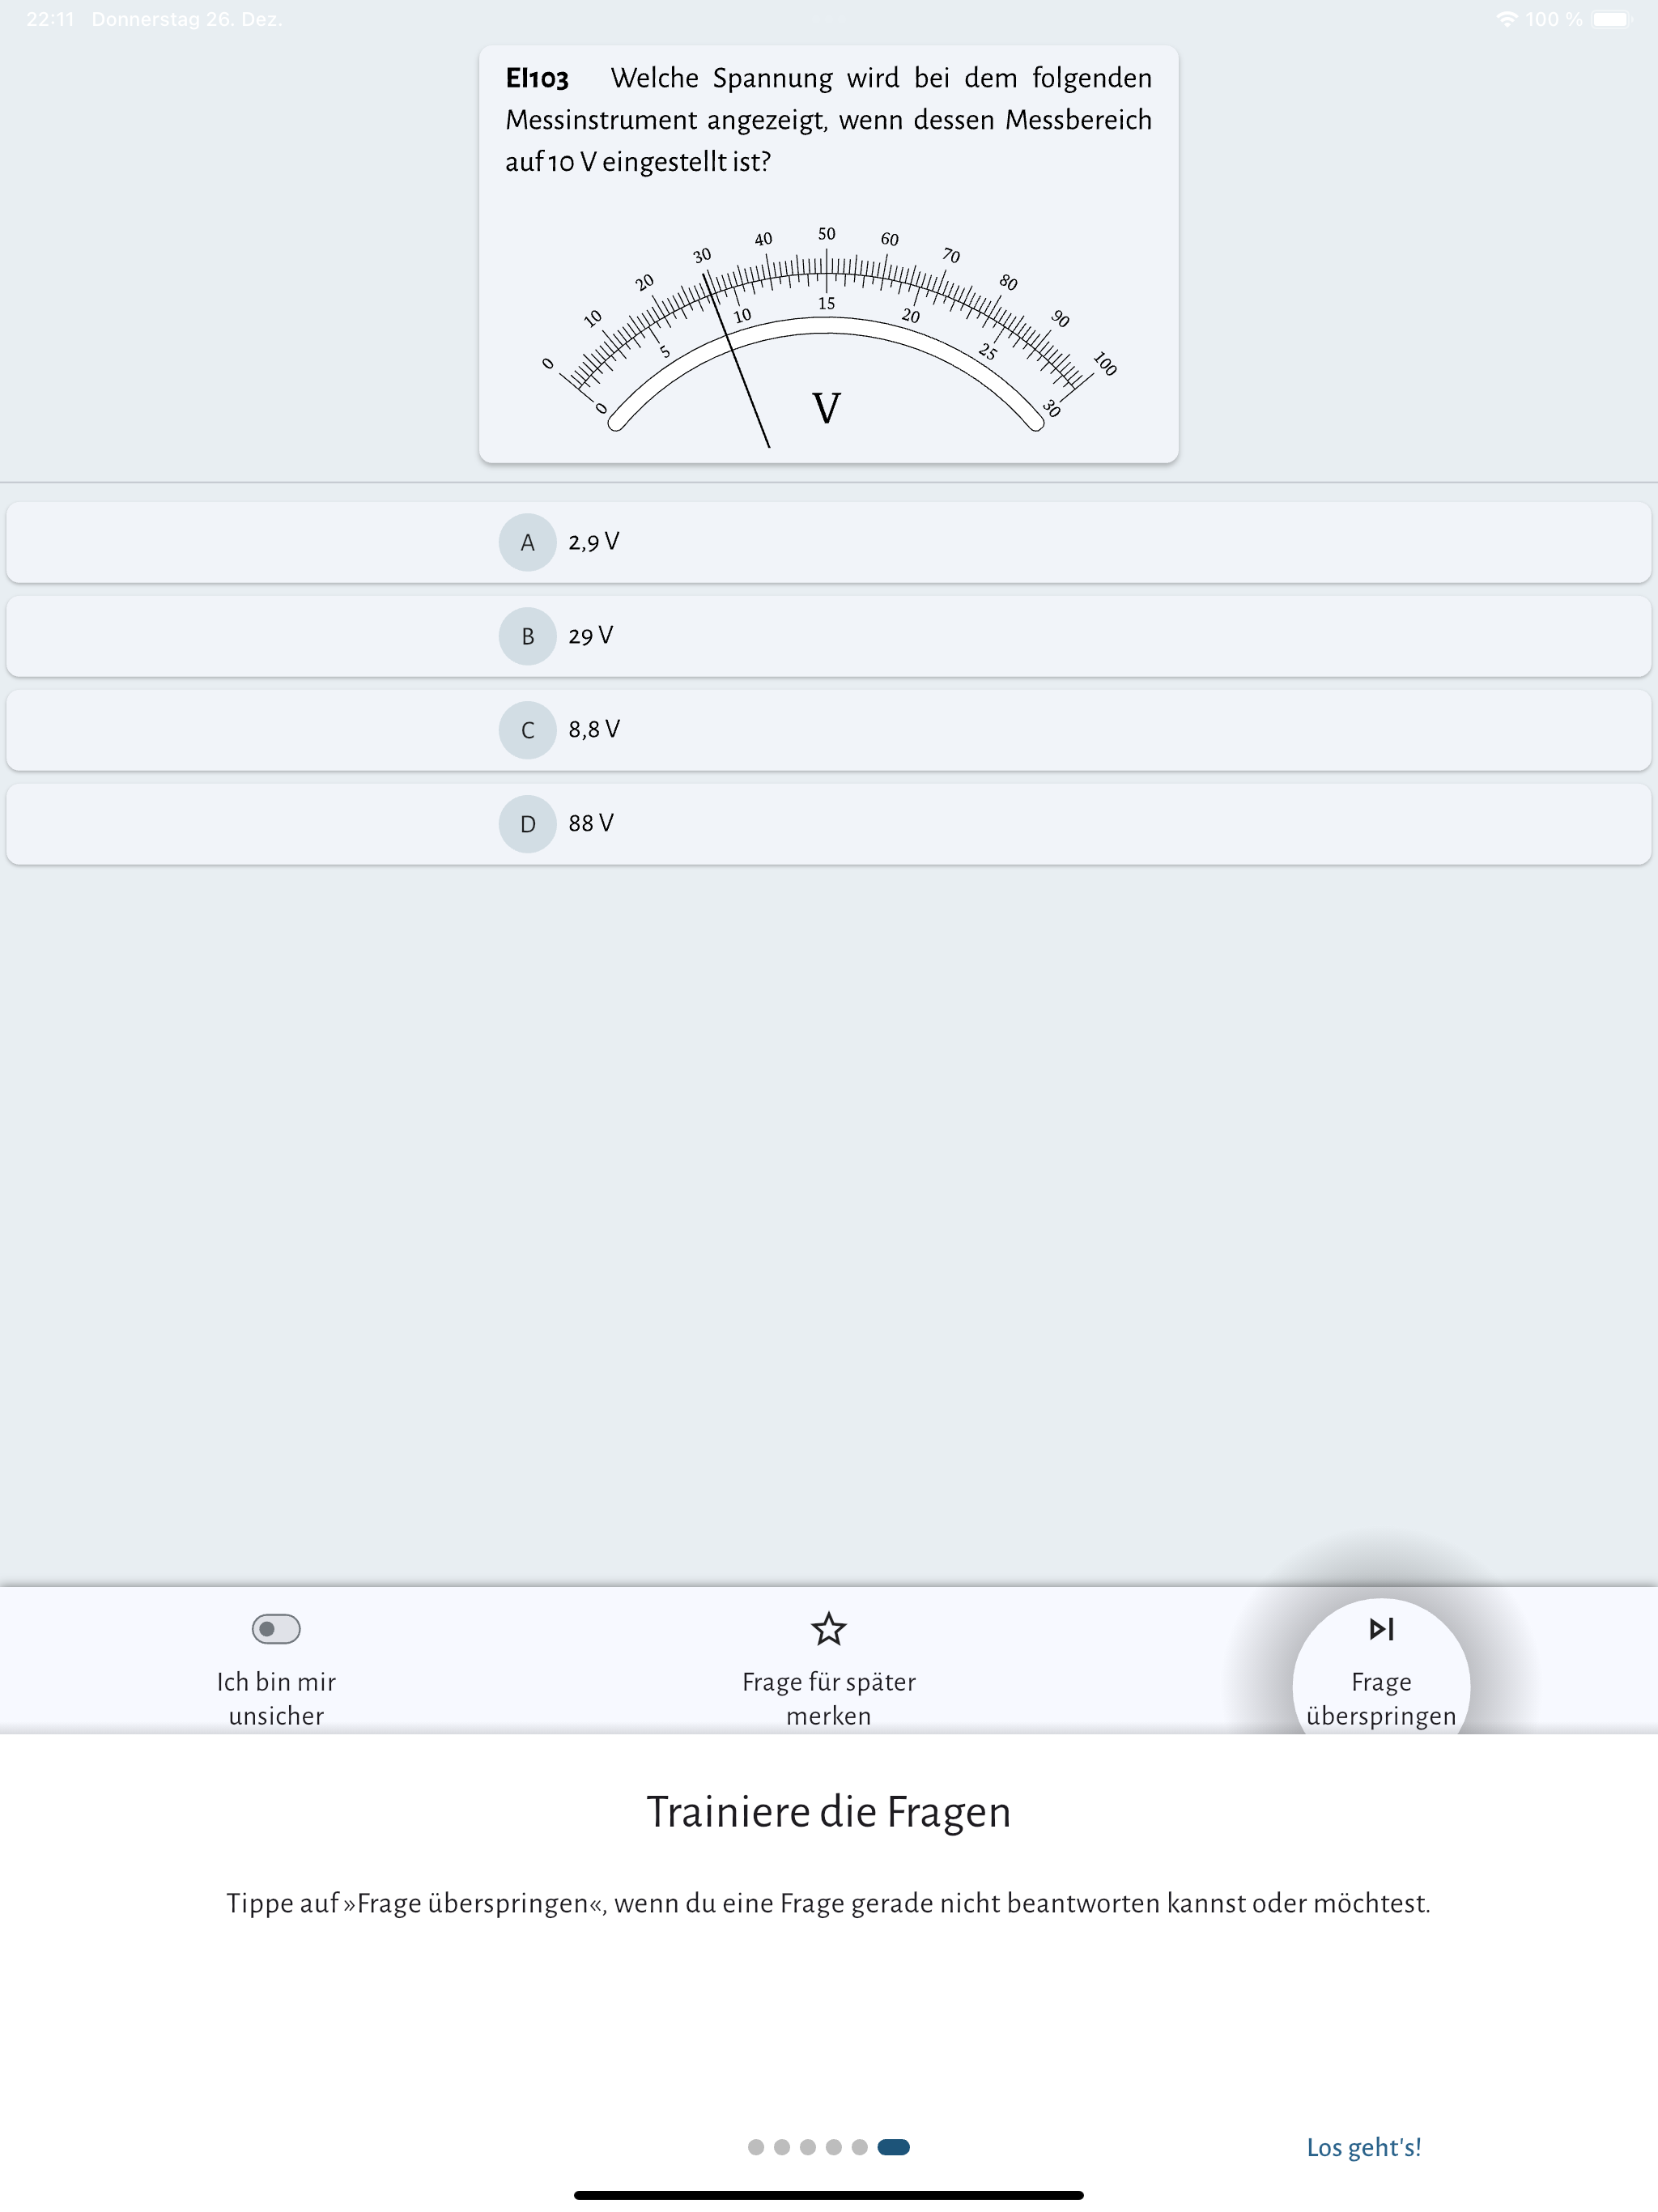 22:11 Donnerstag 26. Dez. 100 %
EI103 Welche Spannung wird bei dem folgenden
Messinstrument angezeigt, wenn dessen Messbereich
auf 10 V eingestellt ist?
0 10 20 30 40 50 60 70 80 90 100
0 5 10 15 20 25 30
V
A 2,9 V
B 29 V
C 8,8 V
D 88 V
Ich bin mir
unsicher
Frage für später
merken
Frage
überspringen
Trainiere die Fragen
Tippe auf »Frage überspringen«, wenn du eine Frage gerade nicht beantworten kannst oder möchtest.
Los geht's!